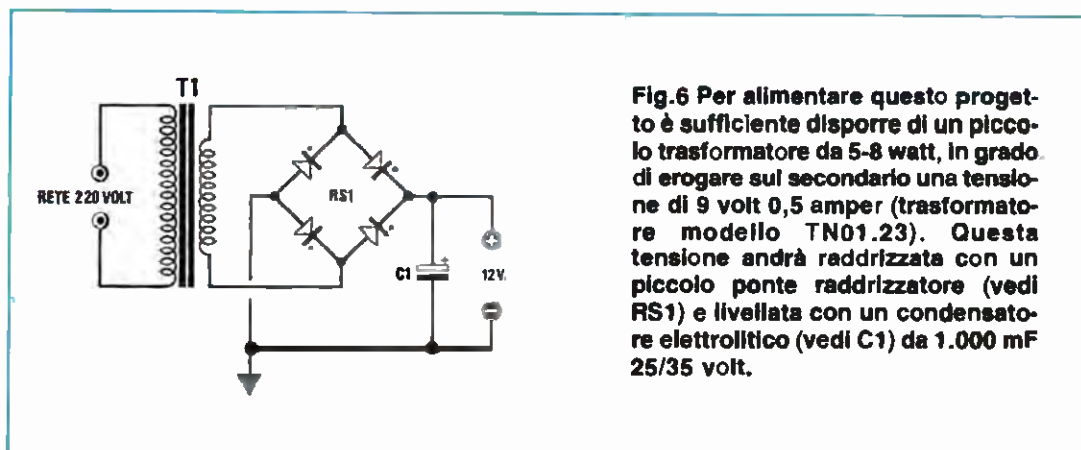 T1
RETE 220 VOLT
RS1
C1
+
12V.
Fig.6 Per alimentare questo proget-
to è sufficiente disporre di un picco-
lo trasformatore da 5-8 watt, in grado
di erogare sul secondario una tensio-
ne di 9 volt 0,5 amper (trasformato-
re modello TN01.23). Questa
tensione andrà raddrizzata con un
piccolo ponte raddrizzatore (vedi
RS1) e livellata con un condensato-
re elettrolitico (vedi C1) da 1.000 mF
25/35 volt.